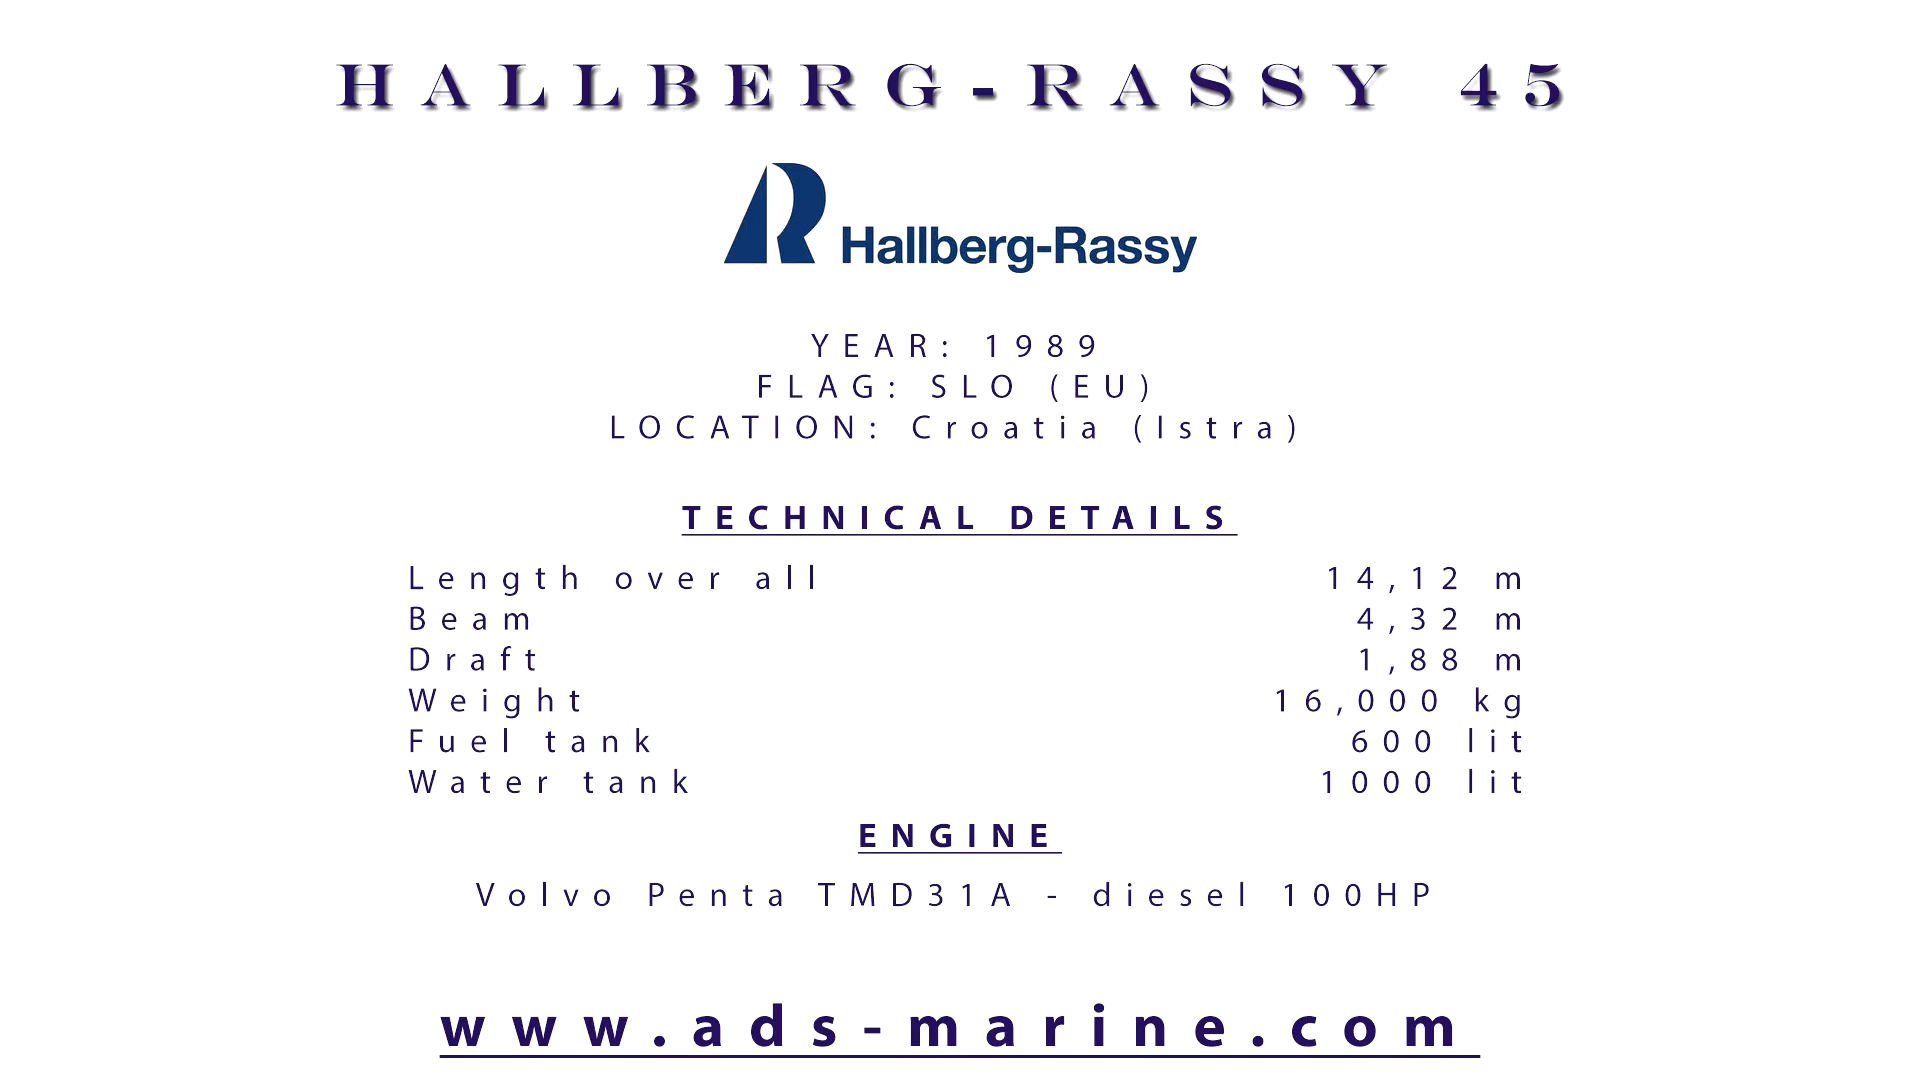 HALLBERG-RASSY 45
Hallberg-Rassy
YEAR: 1989
FLAG: SLO (EU)
LOCATION: Croatia (Istra)
TECHNICAL DETAILS
Length over all 14,12 m
Beam 4,32 m
Draft 1,88 m
Weight 16,000 kg
Fuel tank 600 lit
Water tank 1000 lit
ENGINE
Volvo Penta TMD31A - diesel 100HP
www.ads-marine.com